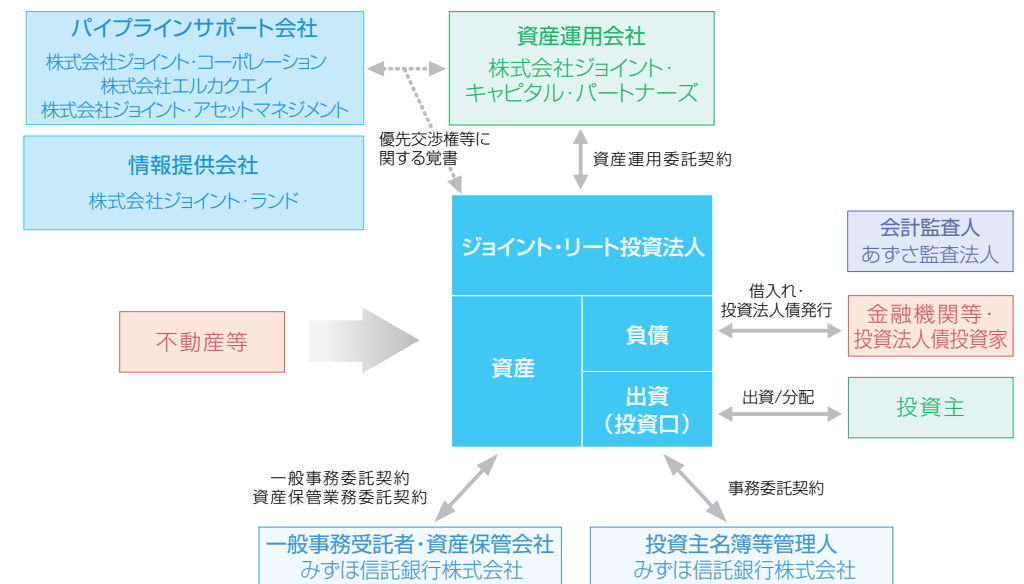 パイプラインサポート会社
株式会社ジョイント・コーポレーション
株式会社エルカクエイ
株式会社ジョイント・アセットマネジメント
資産運用会社
株式会社ジョイント・
キャピタル・パートナーズ
優先交渉権等に
関する覚書
資産運用委託契約
情報提供会社
株式会社ジョイント・ランド
ジョイント・リート投資法人
会計監査人
あずさ監査法人
不動産等
資産
負債
出資
（投資口）
借入れ・
投資法人債発行
金融機関等・
投資法人債投資家
出資/分配
投資主
一般事務委託契約
資産保管業務委託契約
事務委託契約
一般事務受託者・資産保管会社
みずほ信託銀行株式会社
投資主名簿等管理人
みずほ信託銀行株式会社